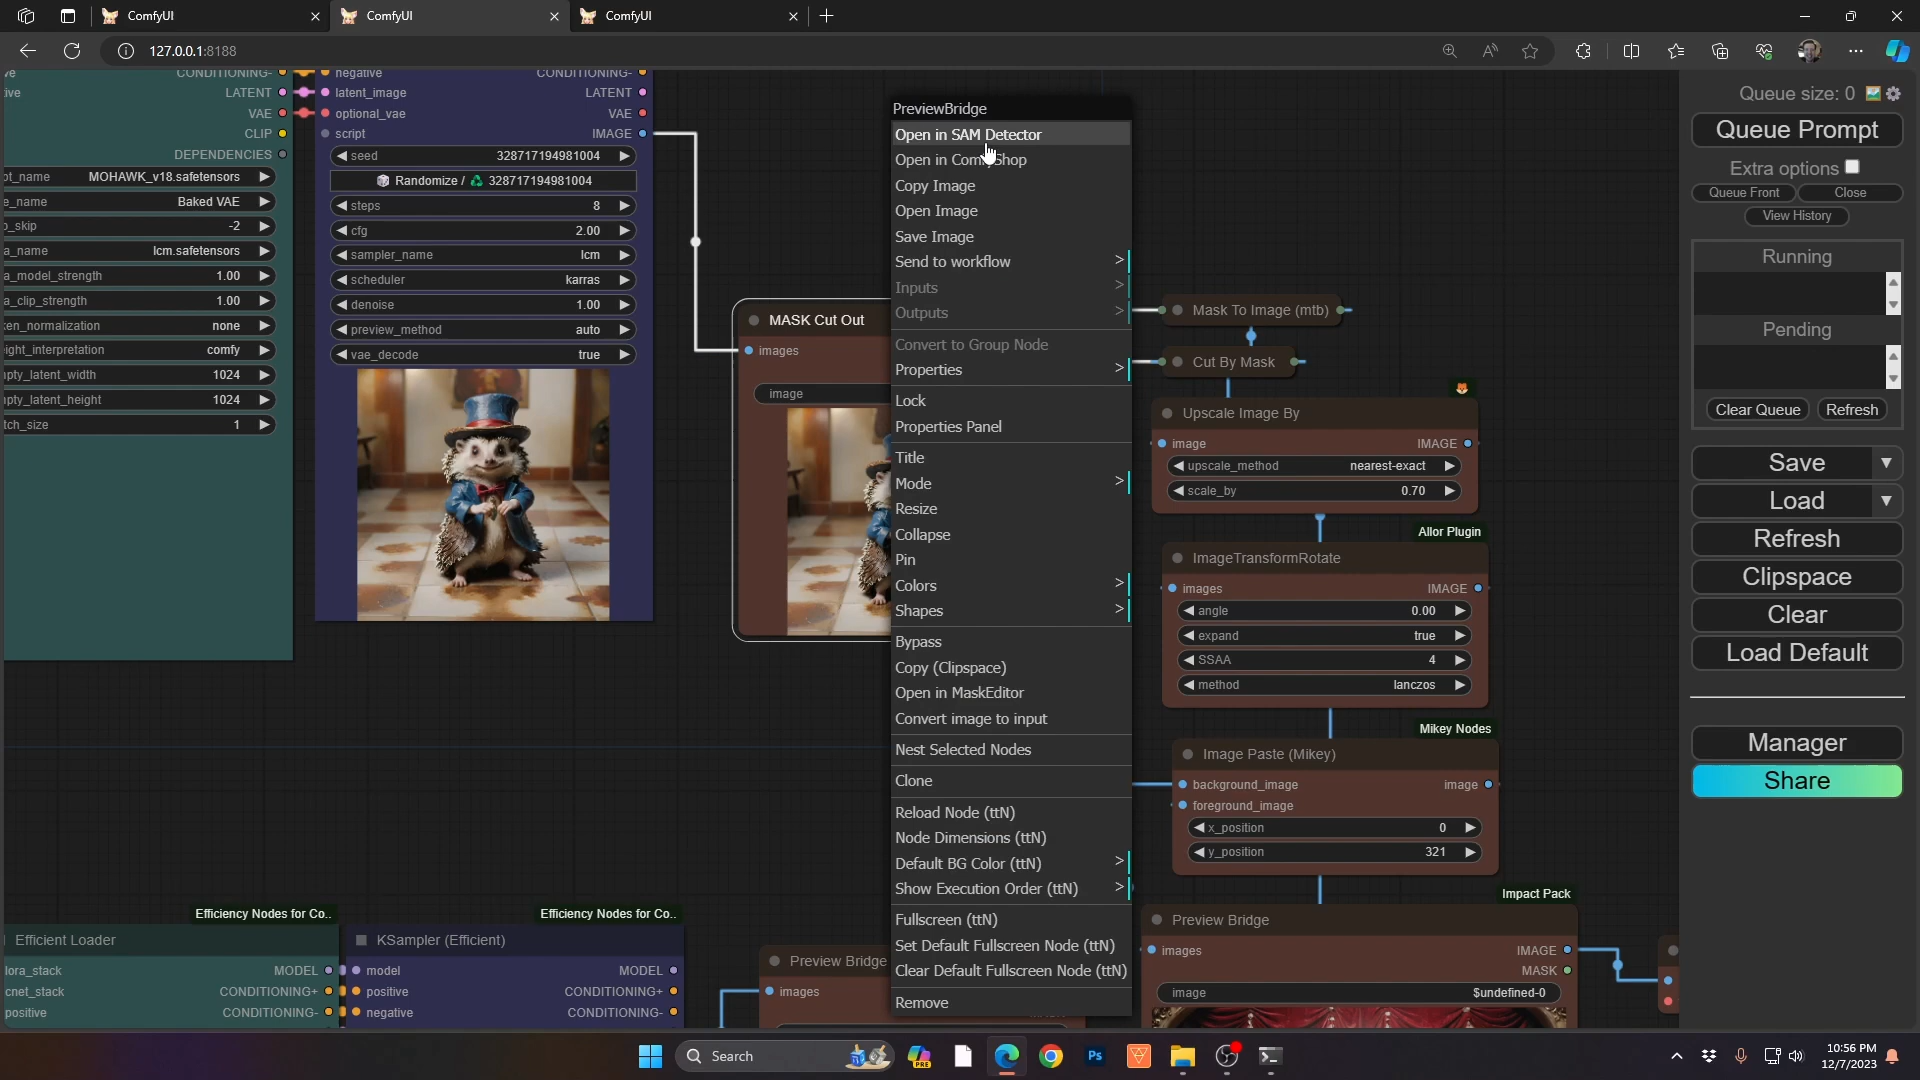 ComfyUI
ComfyUI
ComfyUI
127.0.0.1:8188
CONDITIONING-
LATENT
VAE
CLIP
DEPENDENCIES
pt_name MOHAWK_v18.safetensors
e_name Baked VAE
o_skip -2
a_name lcm.safetensors
a_model_strength 1.00
a_clip_strength 1.00
ken_normalization none
ight_interpretation comfy
npty_latent_width 1024
npty_latent_height 1024
tch_size 1
negative CONDITIONING-
latent_image LATENT
optional_vae VAE
script IMAGE
seed 328717194981004
Randomize / 328717194981004
steps 8
cfg 2.00
sampler_name lcm
scheduler karras
denoise 1.00
preview_method auto
vae_decode true
MASK Cut Out
images
image
PreviewBridge
Open in SAM Detector
Open in ComfyShop
Copy Image
Open Image
Save Image
Send to workflow >
Inputs >
Outputs >
Convert to Group Node
Properties >
Lock
Properties Panel
Title
Mode >
Resize
Collapse
Pin
Colors >
Shapes >
Bypass
Copy (Clipspace)
Open in MaskEditor
Convert image to input
Nest Selected Nodes
Clone
Reload Node (ttN)
Node Dimensions (ttN)
Default BG Color (ttN) >
Show Execution Order (ttN) >
Fullscreen (ttN)
Set Default Fullscreen Node (ttN)
Clear Default Fullscreen Node (ttN)
Remove
Mask To Image (mtb)
Cut By Mask
Upscale Image By
image IMAGE
upscale_method nearest-exact
scale_by 0.70
Allor Plugin
ImageTransformRotate
images IMAGE
angle 0.00
expand true
SSAA 4
method lanczos
Mikey Nodes
Image Paste (Mikey)
background_image image
foreground_image
x_position 0
y_position 321
Impact Pack
Preview Bridge
images IMAGE
MASK
image $undefined-0
Efficiency Nodes for Co..
Efficient Loader
lora_stack MODEL
cnet_stack CONDITIONING+
positive CONDITIONING-
Efficiency Nodes for Co..
KSampler (Efficient)
model MODEL
positive CONDITIONING+
negative CONDITIONING-
Preview Bridge
images
Queue size: 0
Queue Prompt
Extra options
Queue Front Close
View History
Running
Pending
Clear Queue Refresh
Save
Load
Refresh
Clipspace
Clear
Load Default
Manager
Share
Search
PRE
Ps
10:56 PM
12/7/2023